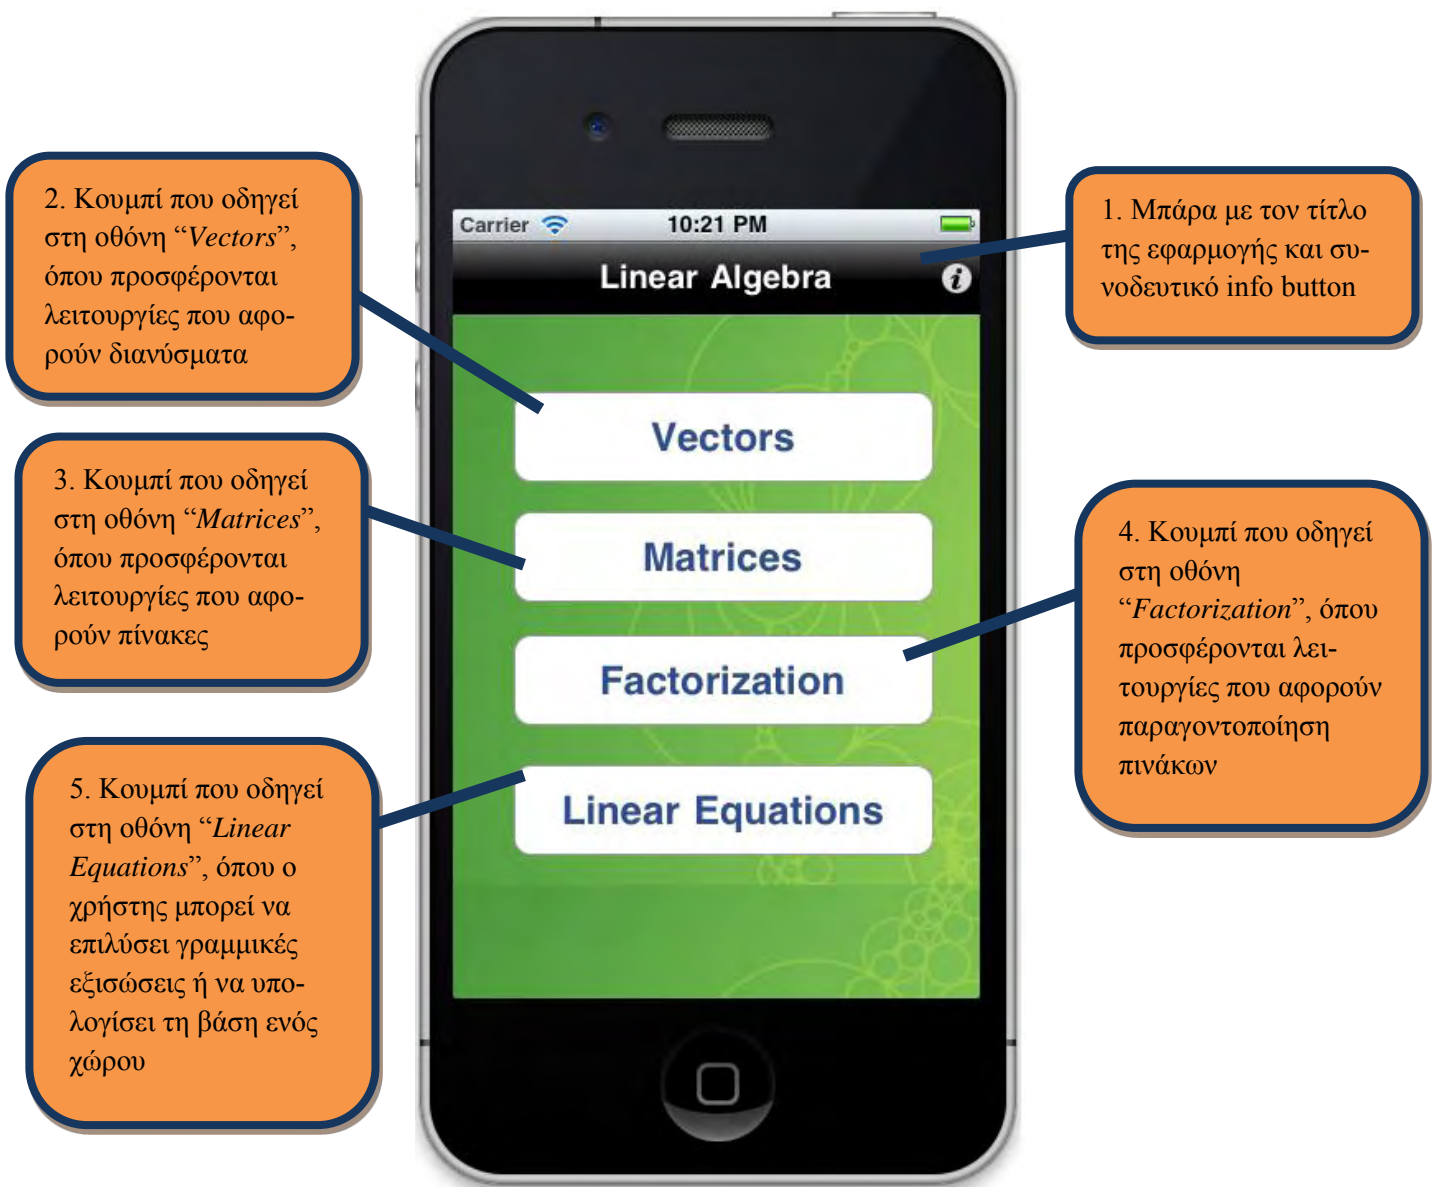 2. Κουμπί που οδηγεί
στη οθόνη “Vectors”,
όπου προσφέρονται
λειτουργίες που αφο-
ρούν διανύσματα
3. Κουμπί που οδηγεί
στη οθόνη “Matrices”,
όπου προσφέρονται
λειτουργίες που αφο-
ρούν πίνακες
5. Κουμπί που οδηγεί
στη οθόνη “Linear
Equations”, όπου ο
χρήστης μπορεί να
επιλύσει γραμμικές
εξισώσεις ή να υπο-
λογίσει τη βάση ενός
χώρου
Carrier 10:21 PM
Linear Algebra i
Vectors
Matrices
Factorization
Linear Equations
1. Μπάρα με τον τίτλο
της εφαρμογής και συ-
νοδευτικό info button
4. Κουμπί που οδηγεί
στη οθόνη
“Factorization”, όπου
προσφέρονται λει-
τουργίες που αφορούν
παραγοντοποίηση
πινάκων